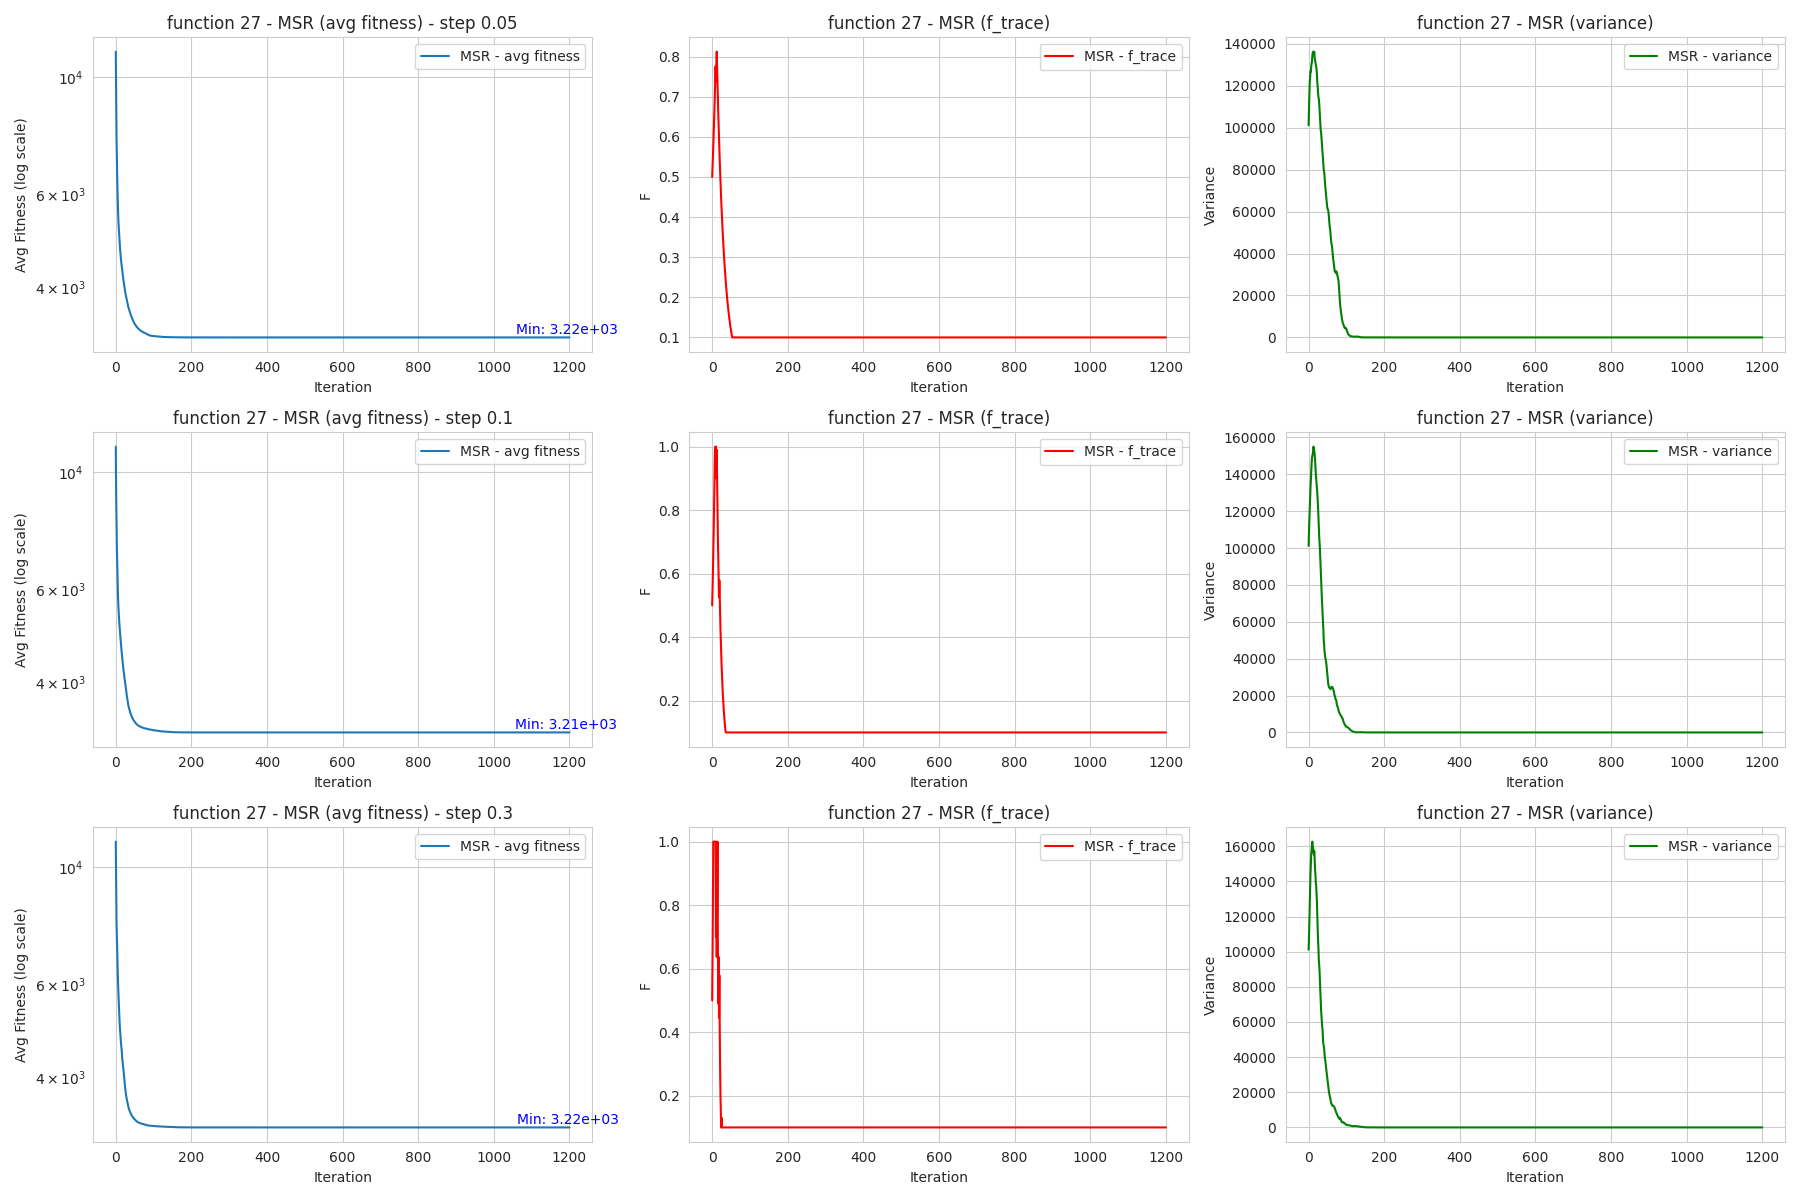 function 27 - MSR (avg fitness) - step 0.05
MSR - avg fitness
Avg Fitness (log scale)
10^4
6 × 10^3
4 × 10^3
Min: 3.22e+03
0 200 400 600 800 1000 1200
Iteration
function 27 - MSR (f_trace)
MSR - f_trace
F
0.8
0.7
0.6
0.5
0.4
0.3
0.2
0.1
0 200 400 600 800 1000 1200
Iteration
function 27 - MSR (variance)
MSR - variance
Variance
140000
120000
100000
80000
60000
40000
20000
0
0 200 400 600 800 1000 1200
Iteration
function 27 - MSR (avg fitness) - step 0.1
MSR - avg fitness
Avg Fitness (log scale)
10^4
6 × 10^3
4 × 10^3
Min: 3.21e+03
0 200 400 600 800 1000 1200
Iteration
function 27 - MSR (f_trace)
MSR - f_trace
F
1.0
0.8
0.6
0.4
0.2
0 200 400 600 800 1000 1200
Iteration
function 27 - MSR (variance)
MSR - variance
Variance
160000
140000
120000
100000
80000
60000
40000
20000
0
0 200 400 600 800 1000 1200
Iteration
function 27 - MSR (avg fitness) - step 0.3
MSR - avg fitness
Avg Fitness (log scale)
10^4
6 × 10^3
4 × 10^3
Min: 3.22e+03
0 200 400 600 800 1000 1200
Iteration
function 27 - MSR (f_trace)
MSR - f_trace
F
1.0
0.8
0.6
0.4
0.2
0 200 400 600 800 1000 1200
Iteration
function 27 - MSR (variance)
MSR - variance
Variance
160000
140000
120000
100000
80000
60000
40000
20000
0
0 200 400 600 800 1000 1200
Iteration